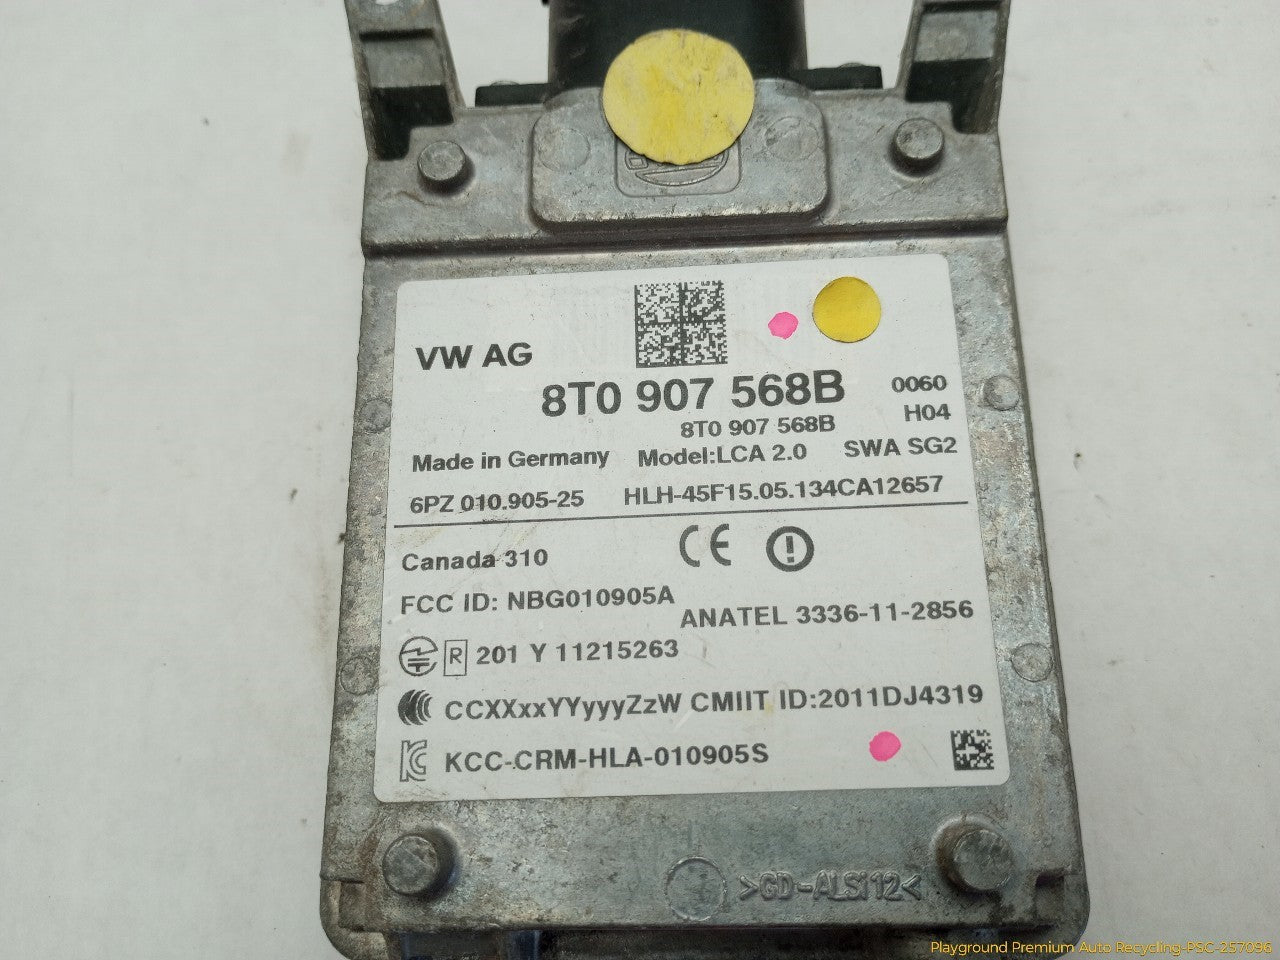 VW AG
8T0 907 568B 0060
8T0 907 568B H04
Made in Germany Model:LCA 2.0 SWA SG2
6PZ 010.905-25 HLH-45F15.05.134CA12657
Canada 310 CE
FCC ID: NBG010905A
ANATEL 3336-11-2856
R 201 Y 11215263
CCXXxxYYyyyZzW CMIIT ID:2011DJ4319
KCC-CRM-HLA-010905S
>GD-ALSi12<
Playground Premium Auto Recycling-PSC-257096